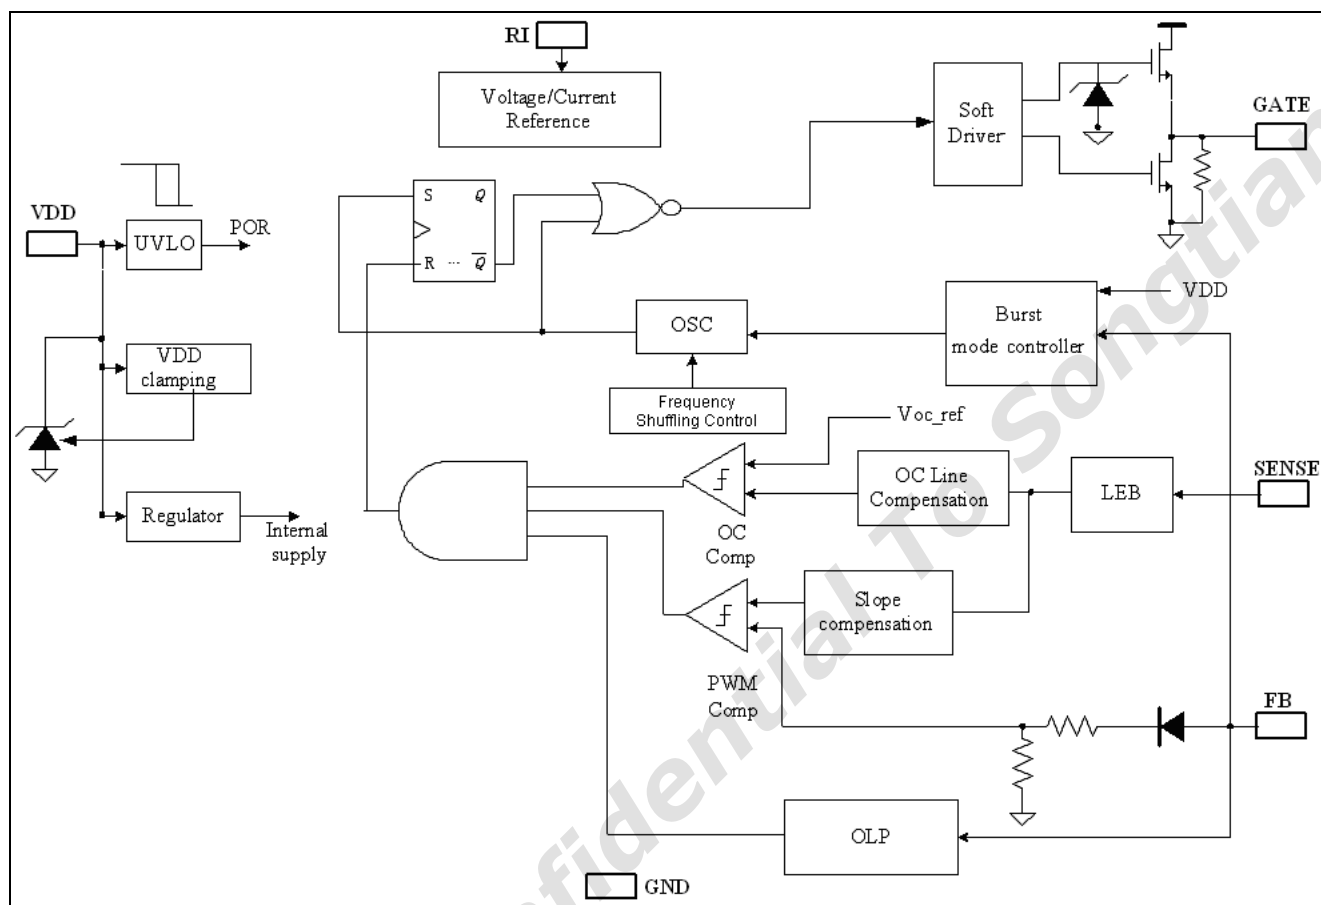 RI
Voltage/Current
Reference
Soft
Driver
GATE
VDD
UVLO
POR
S Q
R ... Q
VDD
clamping
OSC
Burst
mode controller
VDD
Frequency
Shuffling Control
Voc_ref
Regulator
Internal
supply
OC
Comp
OC Line
Compensation
LEB
SENSE
Slope
compensation
PWM
Comp
FB
OLP
GND
nfidential To Songtian